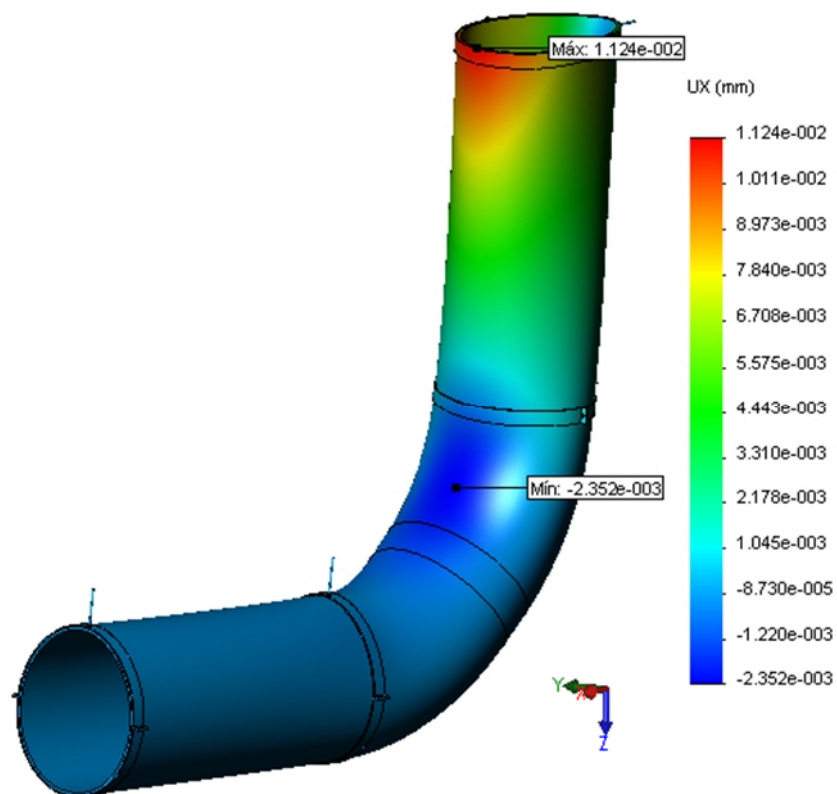 Máx: 1.124e-002
UX (mm)
1.124e-002
1.011e-002
8.973e-003
7.840e-003
6.708e-003
5.575e-003
4.443e-003
3.310e-003
2.178e-003
1.045e-003
-8.730e-005
-1.220e-003
-2.352e-003
Mín: -2.352e-003
Y
X
Z